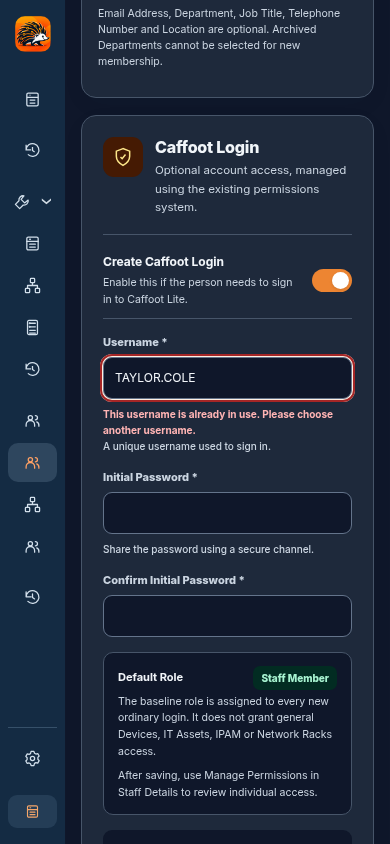 Email Address, Department, Job Title, Telephone
Number and Location are optional. Archived
Departments cannot be selected for new
membership.
Caffoot Login
Optional account access, managed
using the existing permissions
system.
Create Caffoot Login
Enable this if the person needs to sign
in to Caffoot Lite.
Username *
TAYLOR.COLE
This username is already in use. Please choose
another username.
A unique username used to sign in.
Initial Password *
Share the password using a secure channel.
Confirm Initial Password *
Default Role
Staff Member
The baseline role is assigned to every new
ordinary login. It does not grant general
Devices, IT Assets, IPAM or Network Racks
access.
After saving, use Manage Permissions in
Staff Details to review individual access.